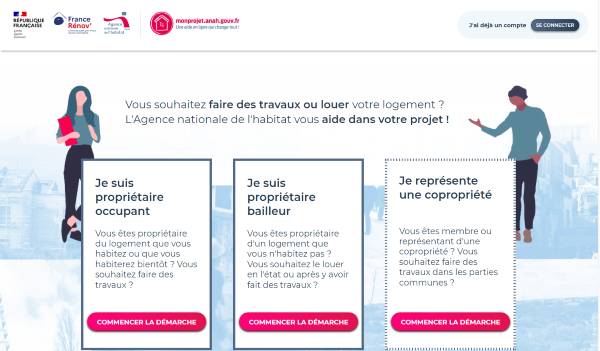 RÉPUBLIQUE
FRANÇAISE
France
Rénov'
Agence
nationale
de l'habitat
monprojet.anah.gouv.fr
Une aide en ligne qui change tout !
J'ai déjà un compte
SE CONNECTER
Vous souhaitez faire des travaux ou louer votre logement ?
L'Agence nationale de l'habitat vous aide dans votre projet !
Je suis
propriétaire
occupant
Vous êtes propriétaire
du logement que vous
habitez ou que vous
habiterez bientôt ? Vous
souhaitez faire des
travaux ?
COMMENCER LA DÉMARCHE
Je suis
propriétaire
bailleur
Vous êtes propriétaire
d'un logement que
vous n'habitez pas ?
Vous souhaitez le louer
en l'état ou après y avoir
fait des travaux ?
COMMENCER LA DÉMARCHE
Je représente
une copropriété
Vous êtes membre ou
représentant d'une
copropriété ? Vous
souhaitez faire des
travaux dans les parties
communes ?
COMMENCER LA DÉMARCHE